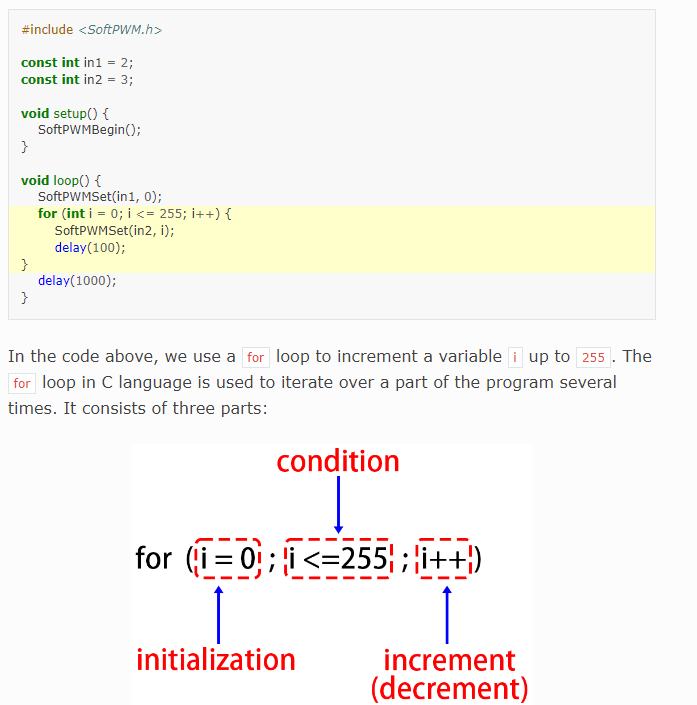 #include <SoftPWM.h>
const int in1 = 2;
const int in2 = 3;
void setup() {
SoftPWMBegin();
}
void loop() {
SoftPWMSet(in1, 0);
for (int i = 0; i <= 255; i++) {
SoftPWMSet(in2, i);
delay(100);
}
delay(1000);
}
In the code above, we use a for loop to increment a variable i up to 255. The
for loop in C language is used to iterate over a part of the program several
times. It consists of three parts:
condition
for (i = 0; i <=255; i++)
initialization
increment
(decrement)